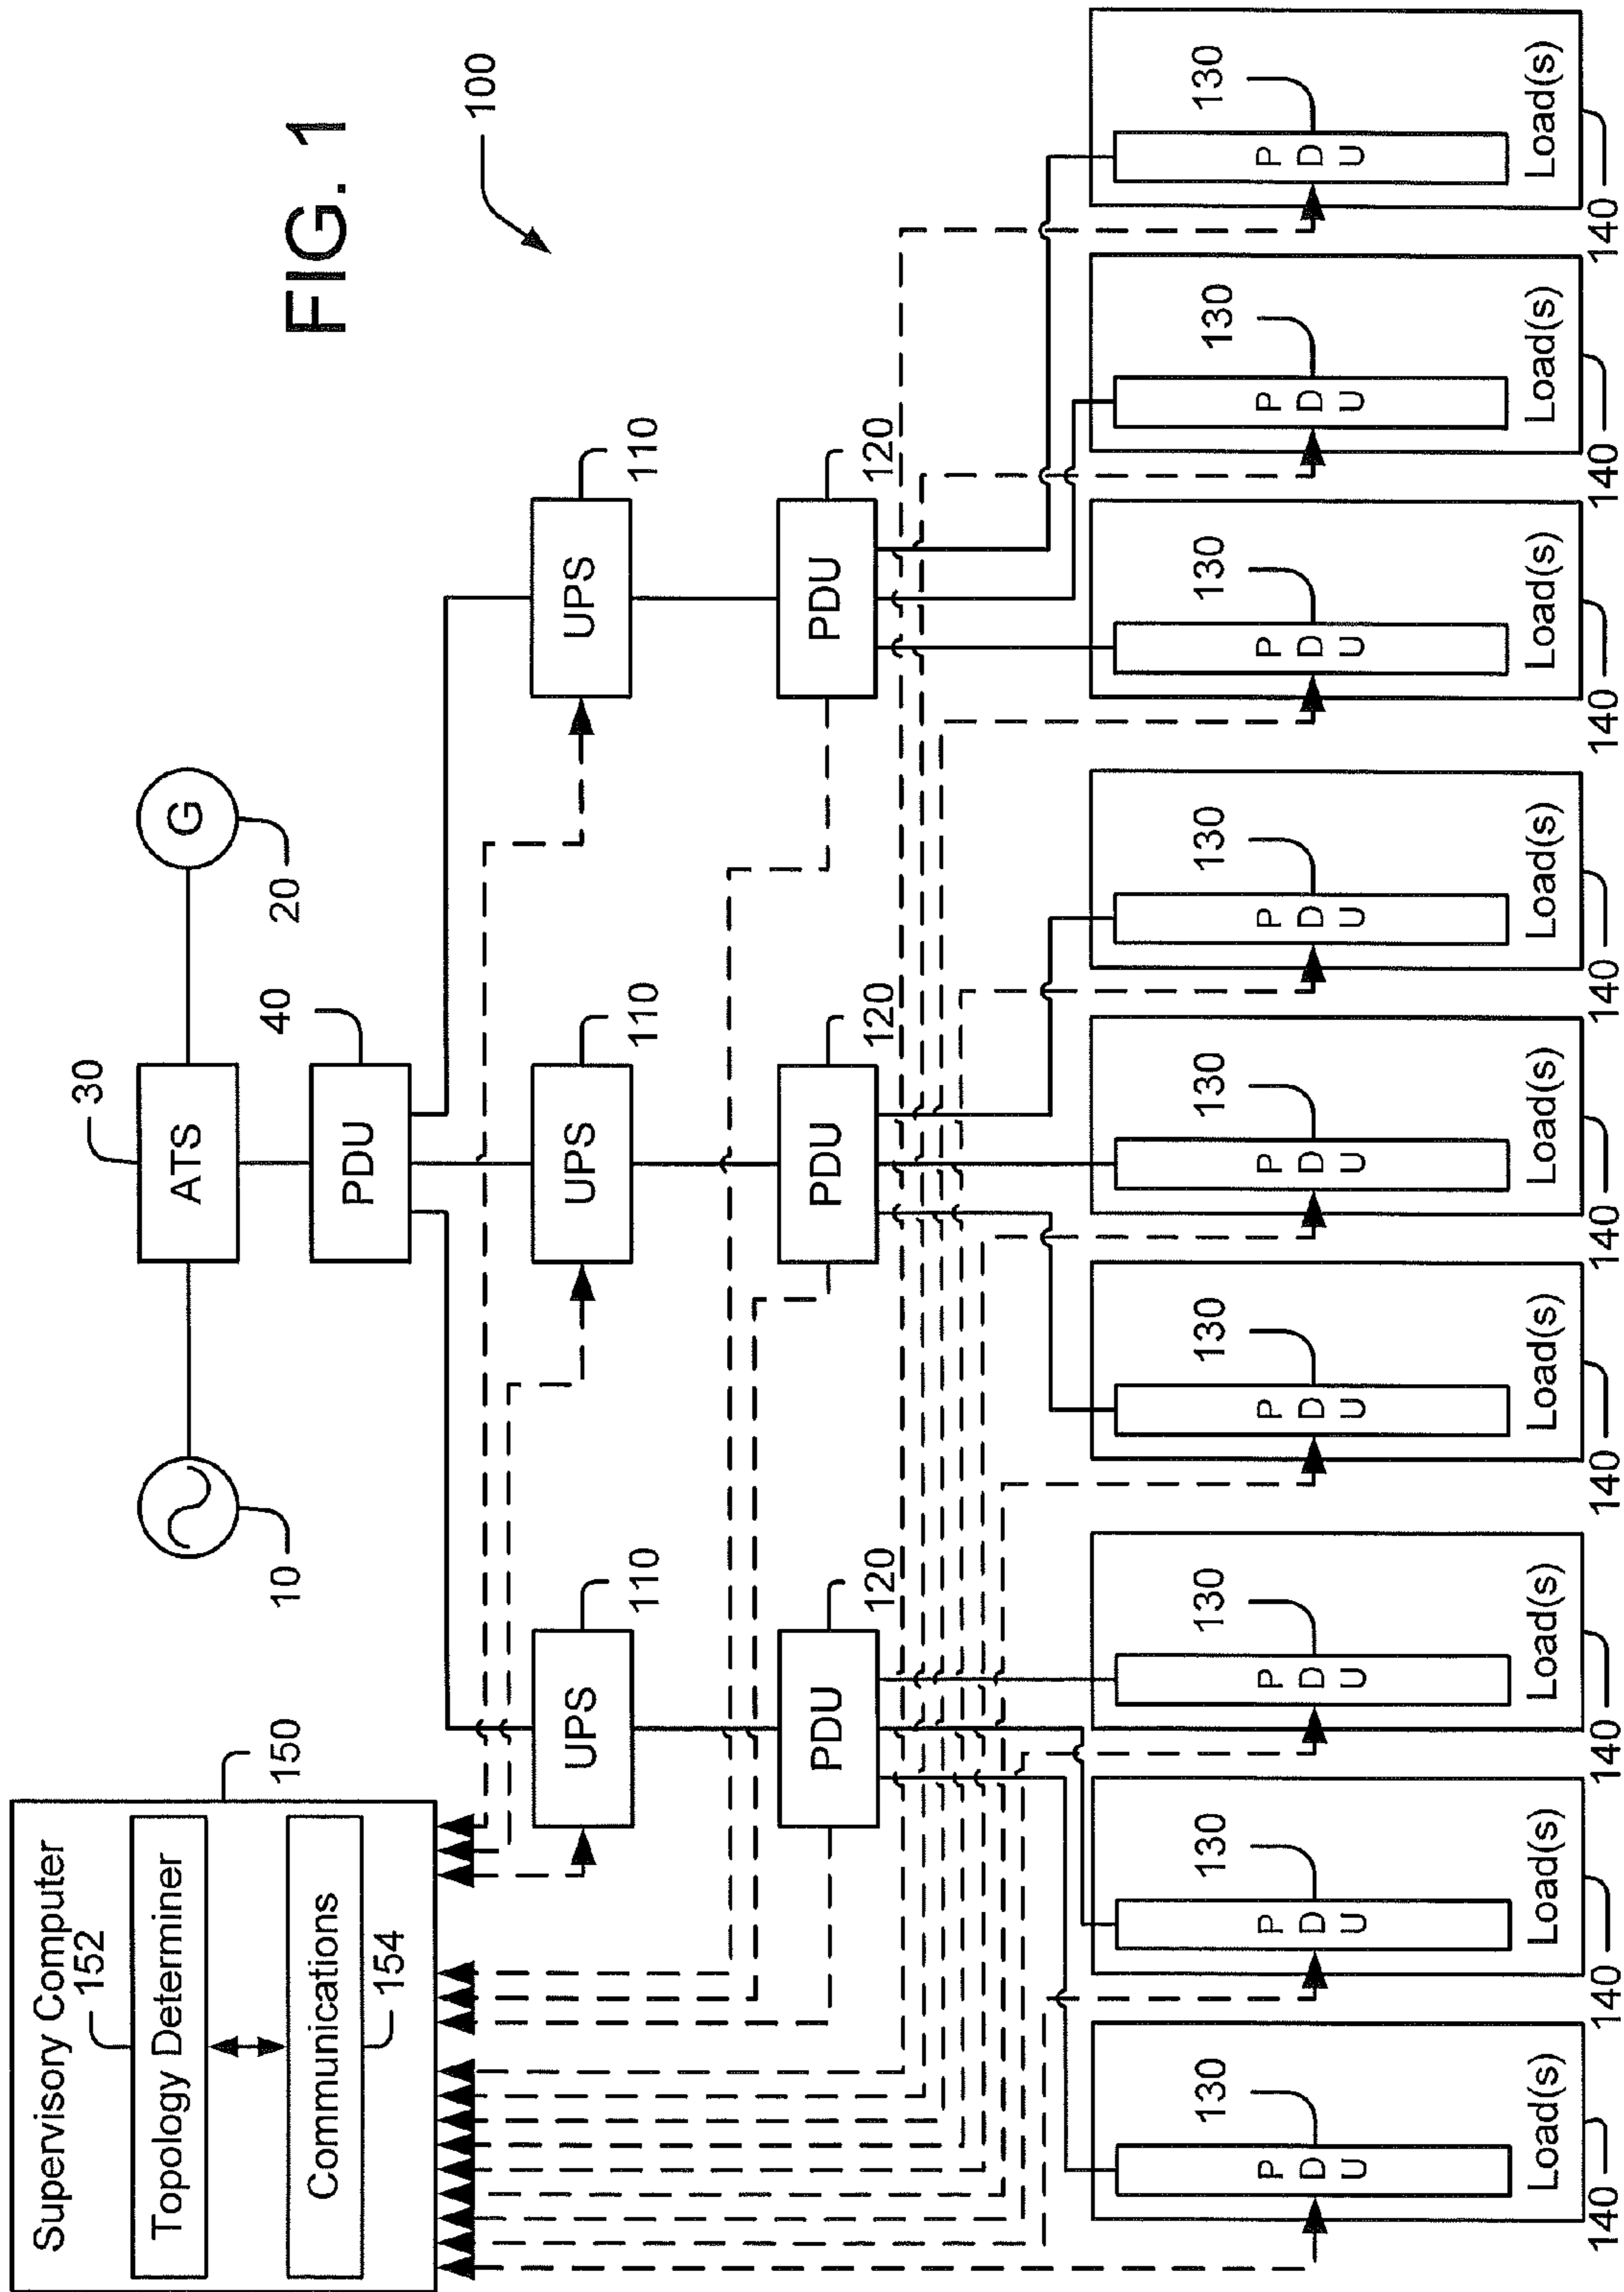 FIG. 1
100
Supervisory Computer
152
Topology Determiner
Communications
154
150
10
ATS
30
G
20
PDU
40
UPS
110
UPS
110
UPS
110
PDU
120
PDU
120
PDU
120
PDU
130
Load(s)
140
PDU
130
Load(s)
140
PDU
130
Load(s)
140
PDU
130
Load(s)
140
PDU
130
Load(s)
140
PDU
130
Load(s)
140
PDU
130
Load(s)
140
PDU
130
Load(s)
140
PDU
130
Load(s)
140